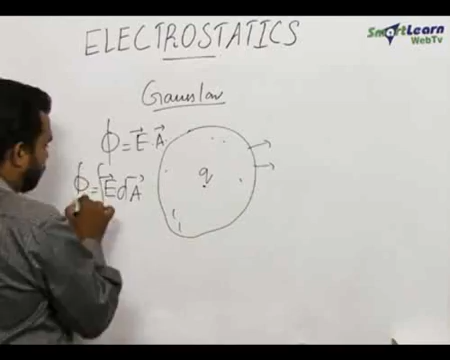 SmartLearn
WebTv
ELECTROSTATICS
Gauss law
ϕ = E⃗ . A⃗
q
ϕ = ∫E⃗ dA⃗